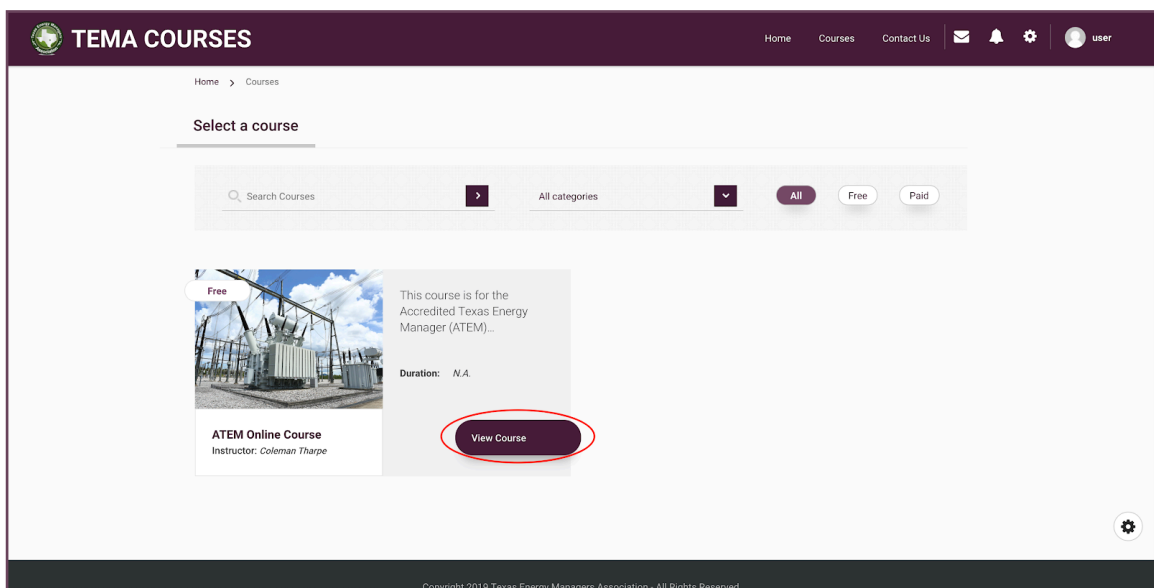 TEMA COURSES
Home Courses Contact Us user
Home > Courses
Select a course
Search Courses > All categories All Free Paid
Free
This course is for the
Accredited Texas Energy
Manager (ATEM)...
Duration: N.A.
ATEM Online Course
Instructor: Coleman Tharpe
View Course
Copyright 2019 Texas Energy Managers Association - All Rights Reserved